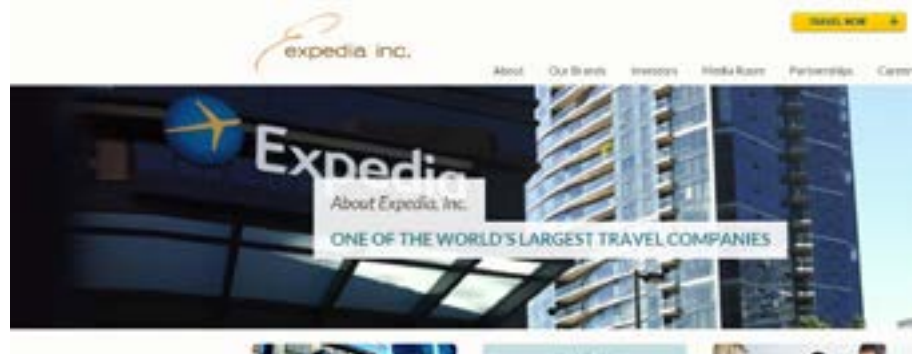 expedia inc.
TRAVEL NOW
About Our Brands Investors Media Room Partnerships Career
Expedia
About Expedia, Inc.
ONE OF THE WORLD'S LARGEST TRAVEL COMPANIES